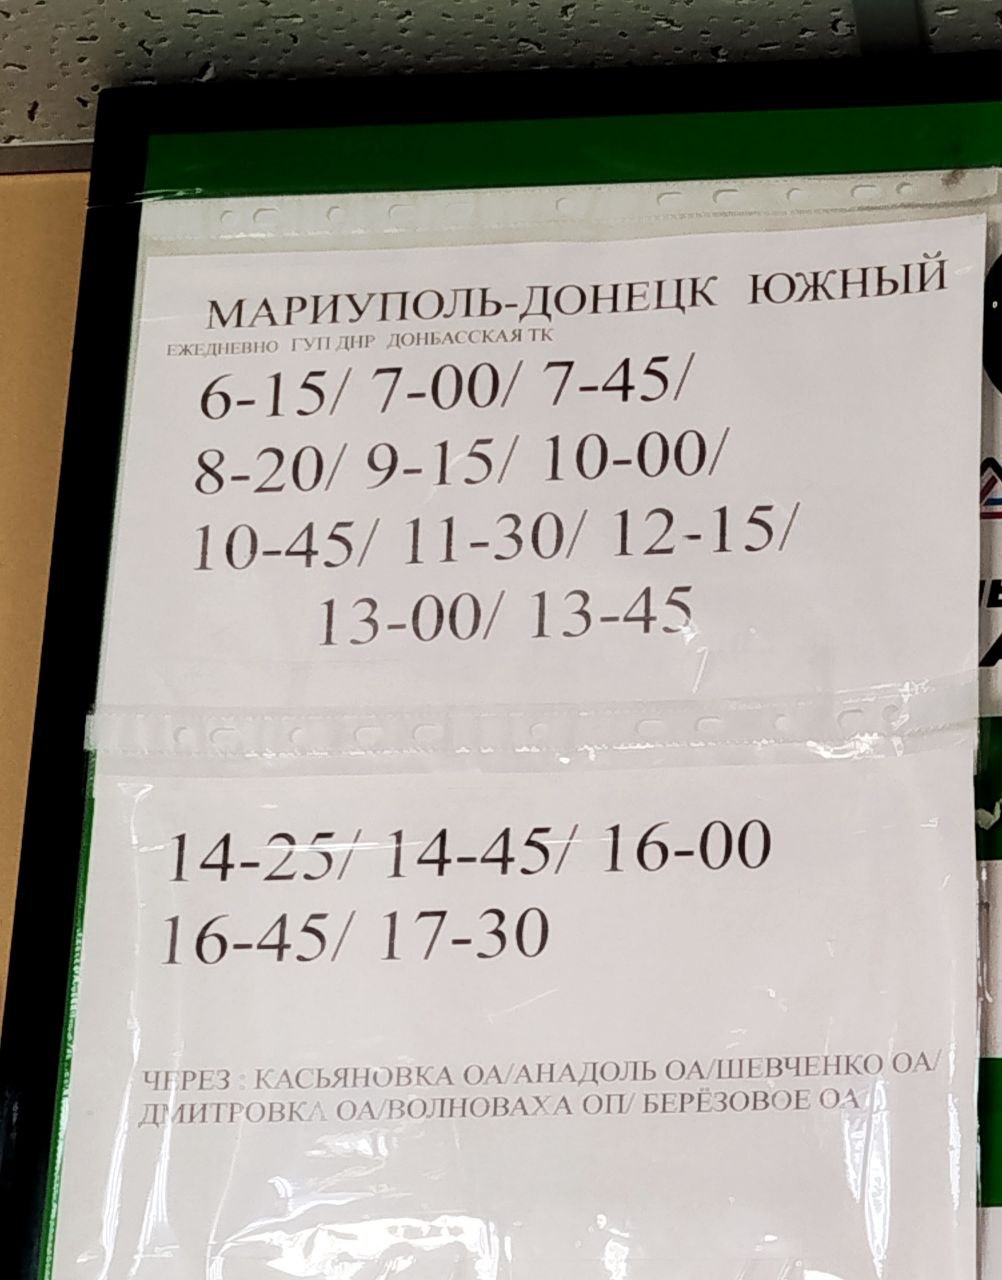 МАРИУПОЛЬ-ДОНЕЦК ЮЖНЫЙ
ЕЖЕДНЕВНО ГУП ДНР ДОНБАССКАЯ ТК
6-15/ 7-00/ 7-45/
8-20/ 9-15/ 10-00/
10-45/ 11-30/ 12-15/
13-00/ 13-45
14-25/ 14-45/ 16-00
16-45/ 17-30
ЧЕРЕЗ : КАСЬЯНОВКА ОА/АНАДОЛЬ ОА/ШЕВЧЕНКО ОА/
ДМИТРОВКА ОА/ВОЛНОВАХА ОП/ БЕРЁЗОВОЕ ОА